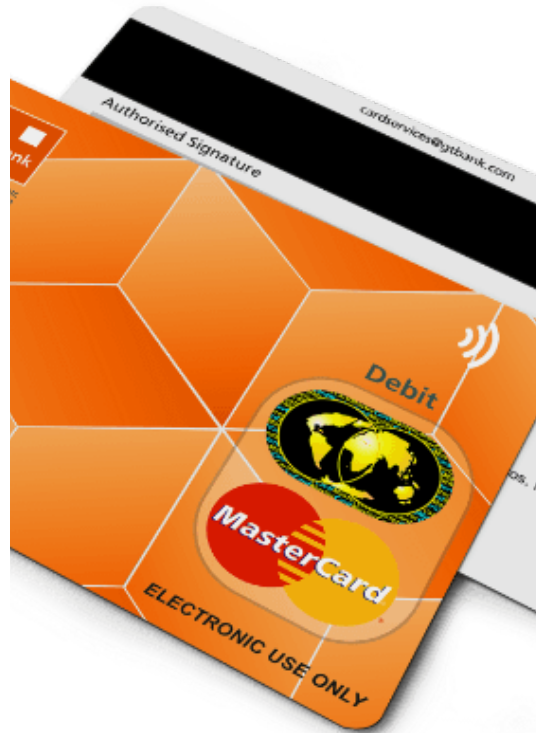 Authorised Signature
cardservices@gtbank.com
Debit
MasterCard
ELECTRONIC USE ONLY